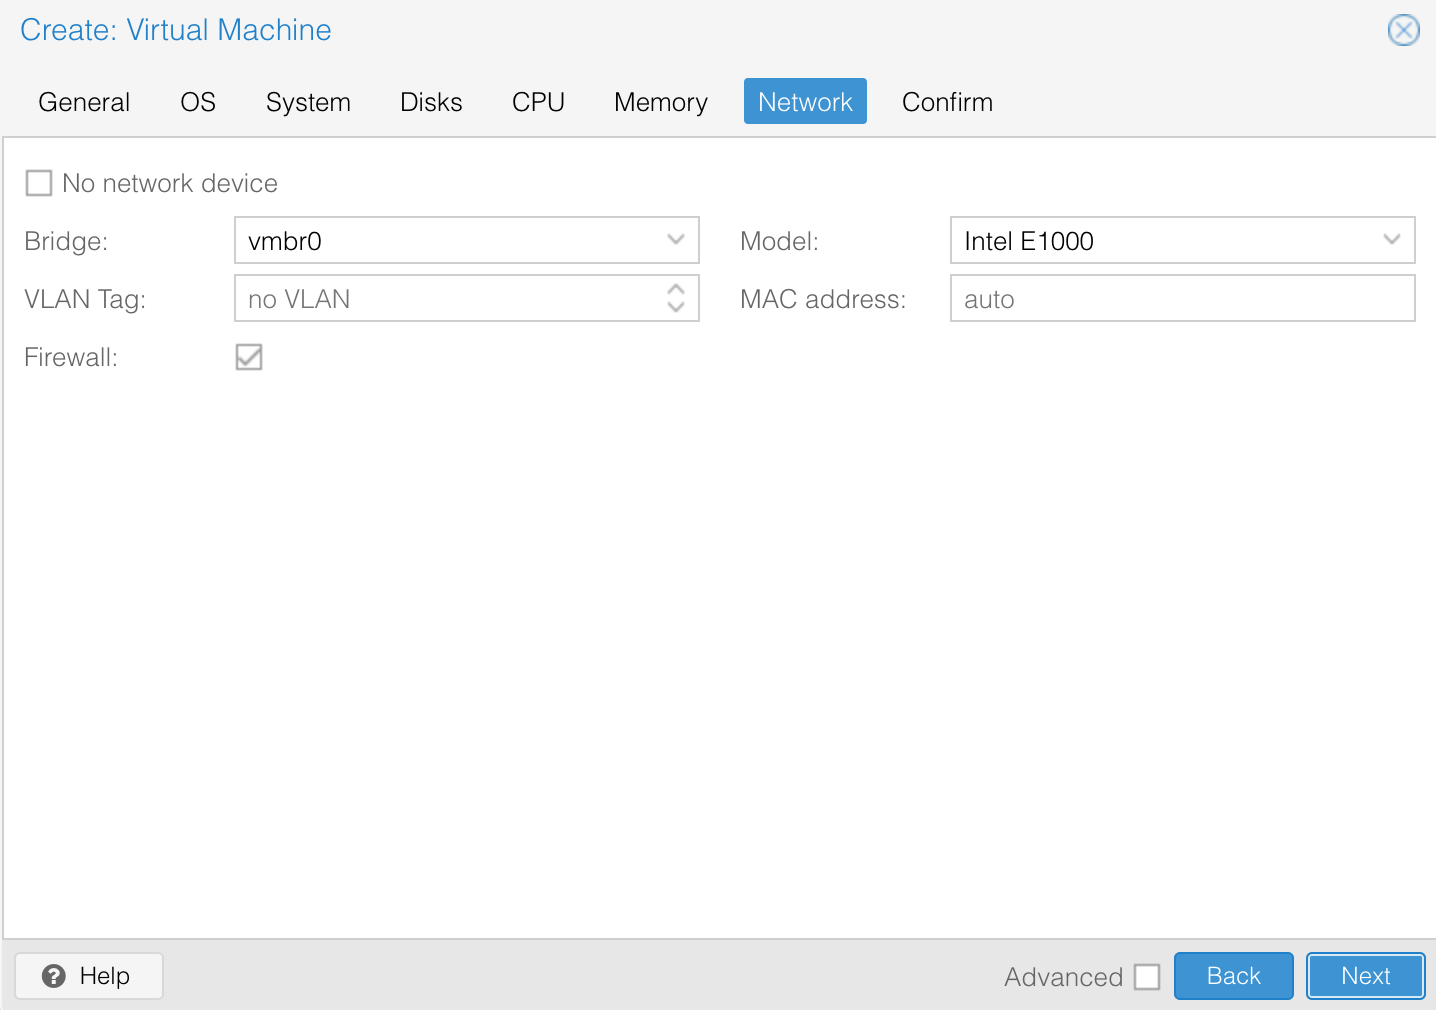 Create: Virtual Machine
General OS System Disks CPU Memory Network Confirm
No network device
Bridge: vmbr0 Model: Intel E1000
VLAN Tag: no VLAN MAC address: auto
Firewall:
Help Advanced Back Next